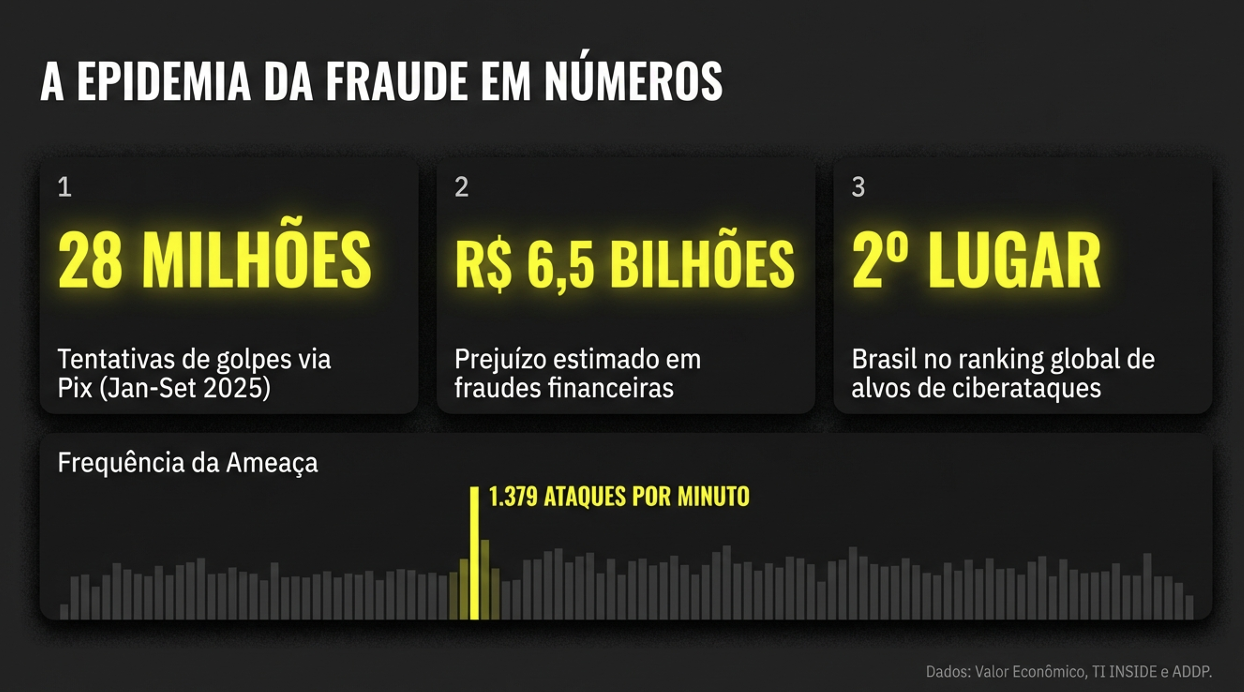 A EPIDEMIA DA FRAUDE EM NÚMEROS
1
28 MILHÕES
Tentativas de golpes via
Pix (Jan-Set 2025)
2
R$ 6,5 BILHÕES
Prejuízo estimado em
fraudes financeiras
3
2º LUGAR
Brasil no ranking global de
alvos de ciberataques
Frequência da Ameaça
1.379 ATAQUES POR MINUTO
Dados: Valor Econômico, TI INSIDE e ADDP.